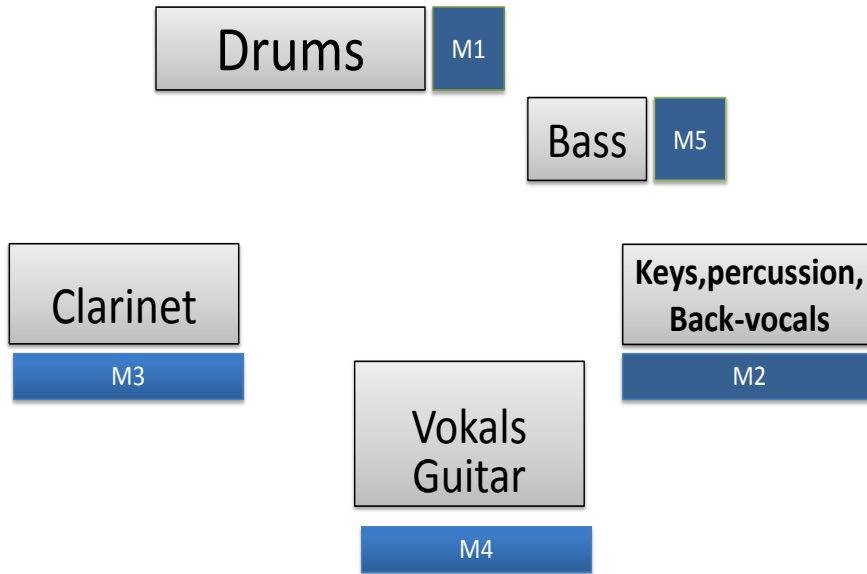 Drums
M1
Bass
M5
Clarinet
M3
Keys,percussion,
Back-vocals
M2
Vokals
Guitar
M4